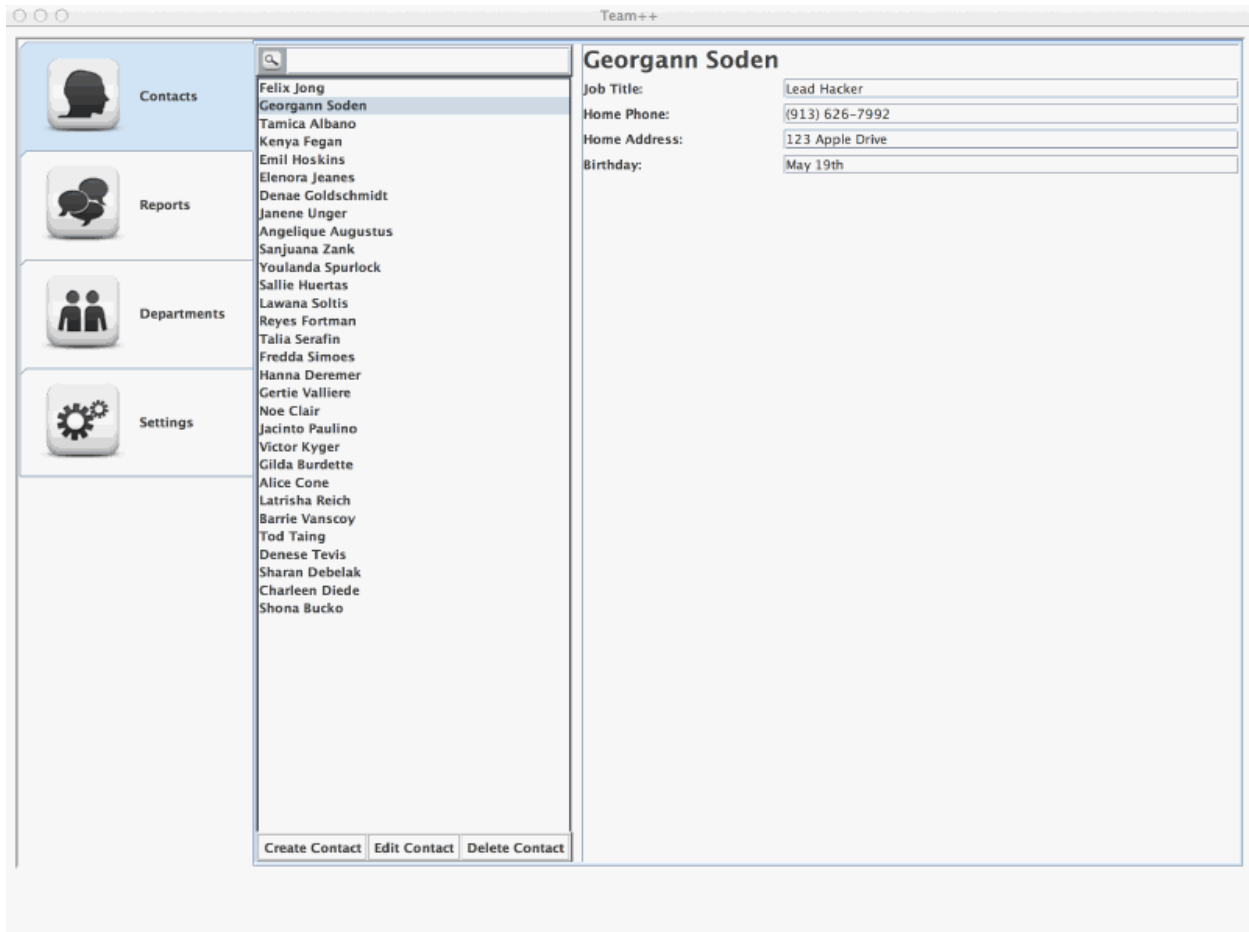 Team++
Contacts
Reports
Departments
Settings
Felix Jong
Georgann Soden
Tamica Albano
Kenya Fegan
Emil Hoskins
Elenora Jeanes
Denae Goldschmidt
Janene Unger
Angelique Augustus
Sanjuana Zank
Youlanda Spurlock
Sallie Huertas
Lawana Soltis
Reyes Fortman
Talia Serafin
Fredda Simoes
Hanna Deremer
Gertie Valliere
Noe Clair
Jacinto Paulino
Victor Kyger
Gilda Burdette
Alice Cone
Latrisha Reich
Barrie Vanscoy
Tod Taing
Denese Tevis
Sharan Debelak
Charleen Diede
Shona Bucko
Create Contact Edit Contact Delete Contact
Georgann Soden
Job Title: Lead Hacker
Home Phone: (913) 626-7992
Home Address: 123 Apple Drive
Birthday: May 19th